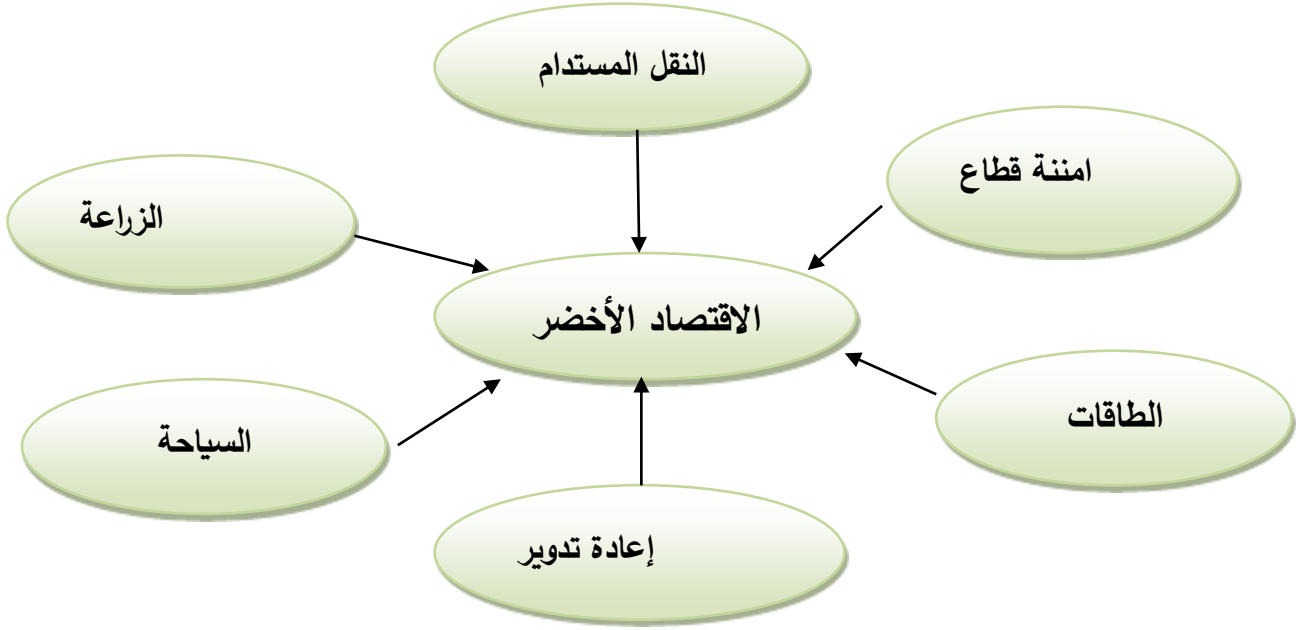 النقل المستدام
امننة قطاع
الزراعة
الاقتصاد الأخضر
الطاقات
السياحة
إعادة تدوير